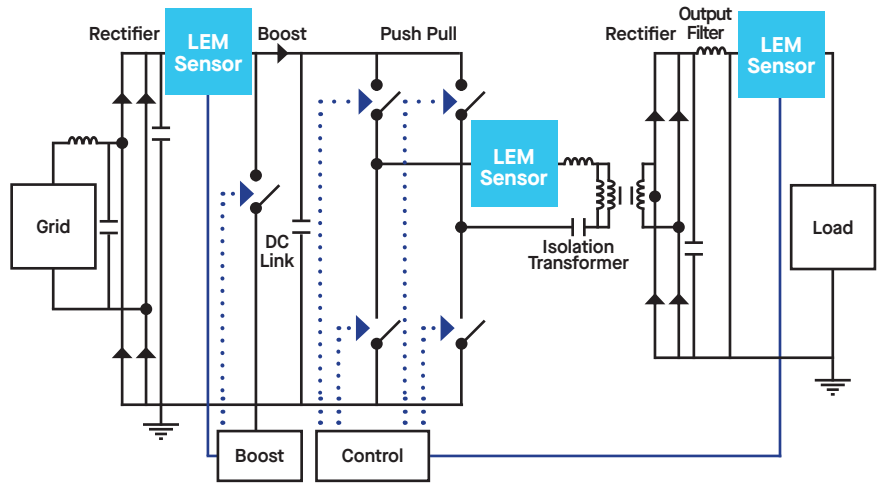 Rectifier
LEM
Sensor
Boost
Push Pull
Rectifier
Output
Filter
LEM
Sensor
LEM
Sensor
Grid
DC
Link
Isolation
Transformer
Load
Boost
Control